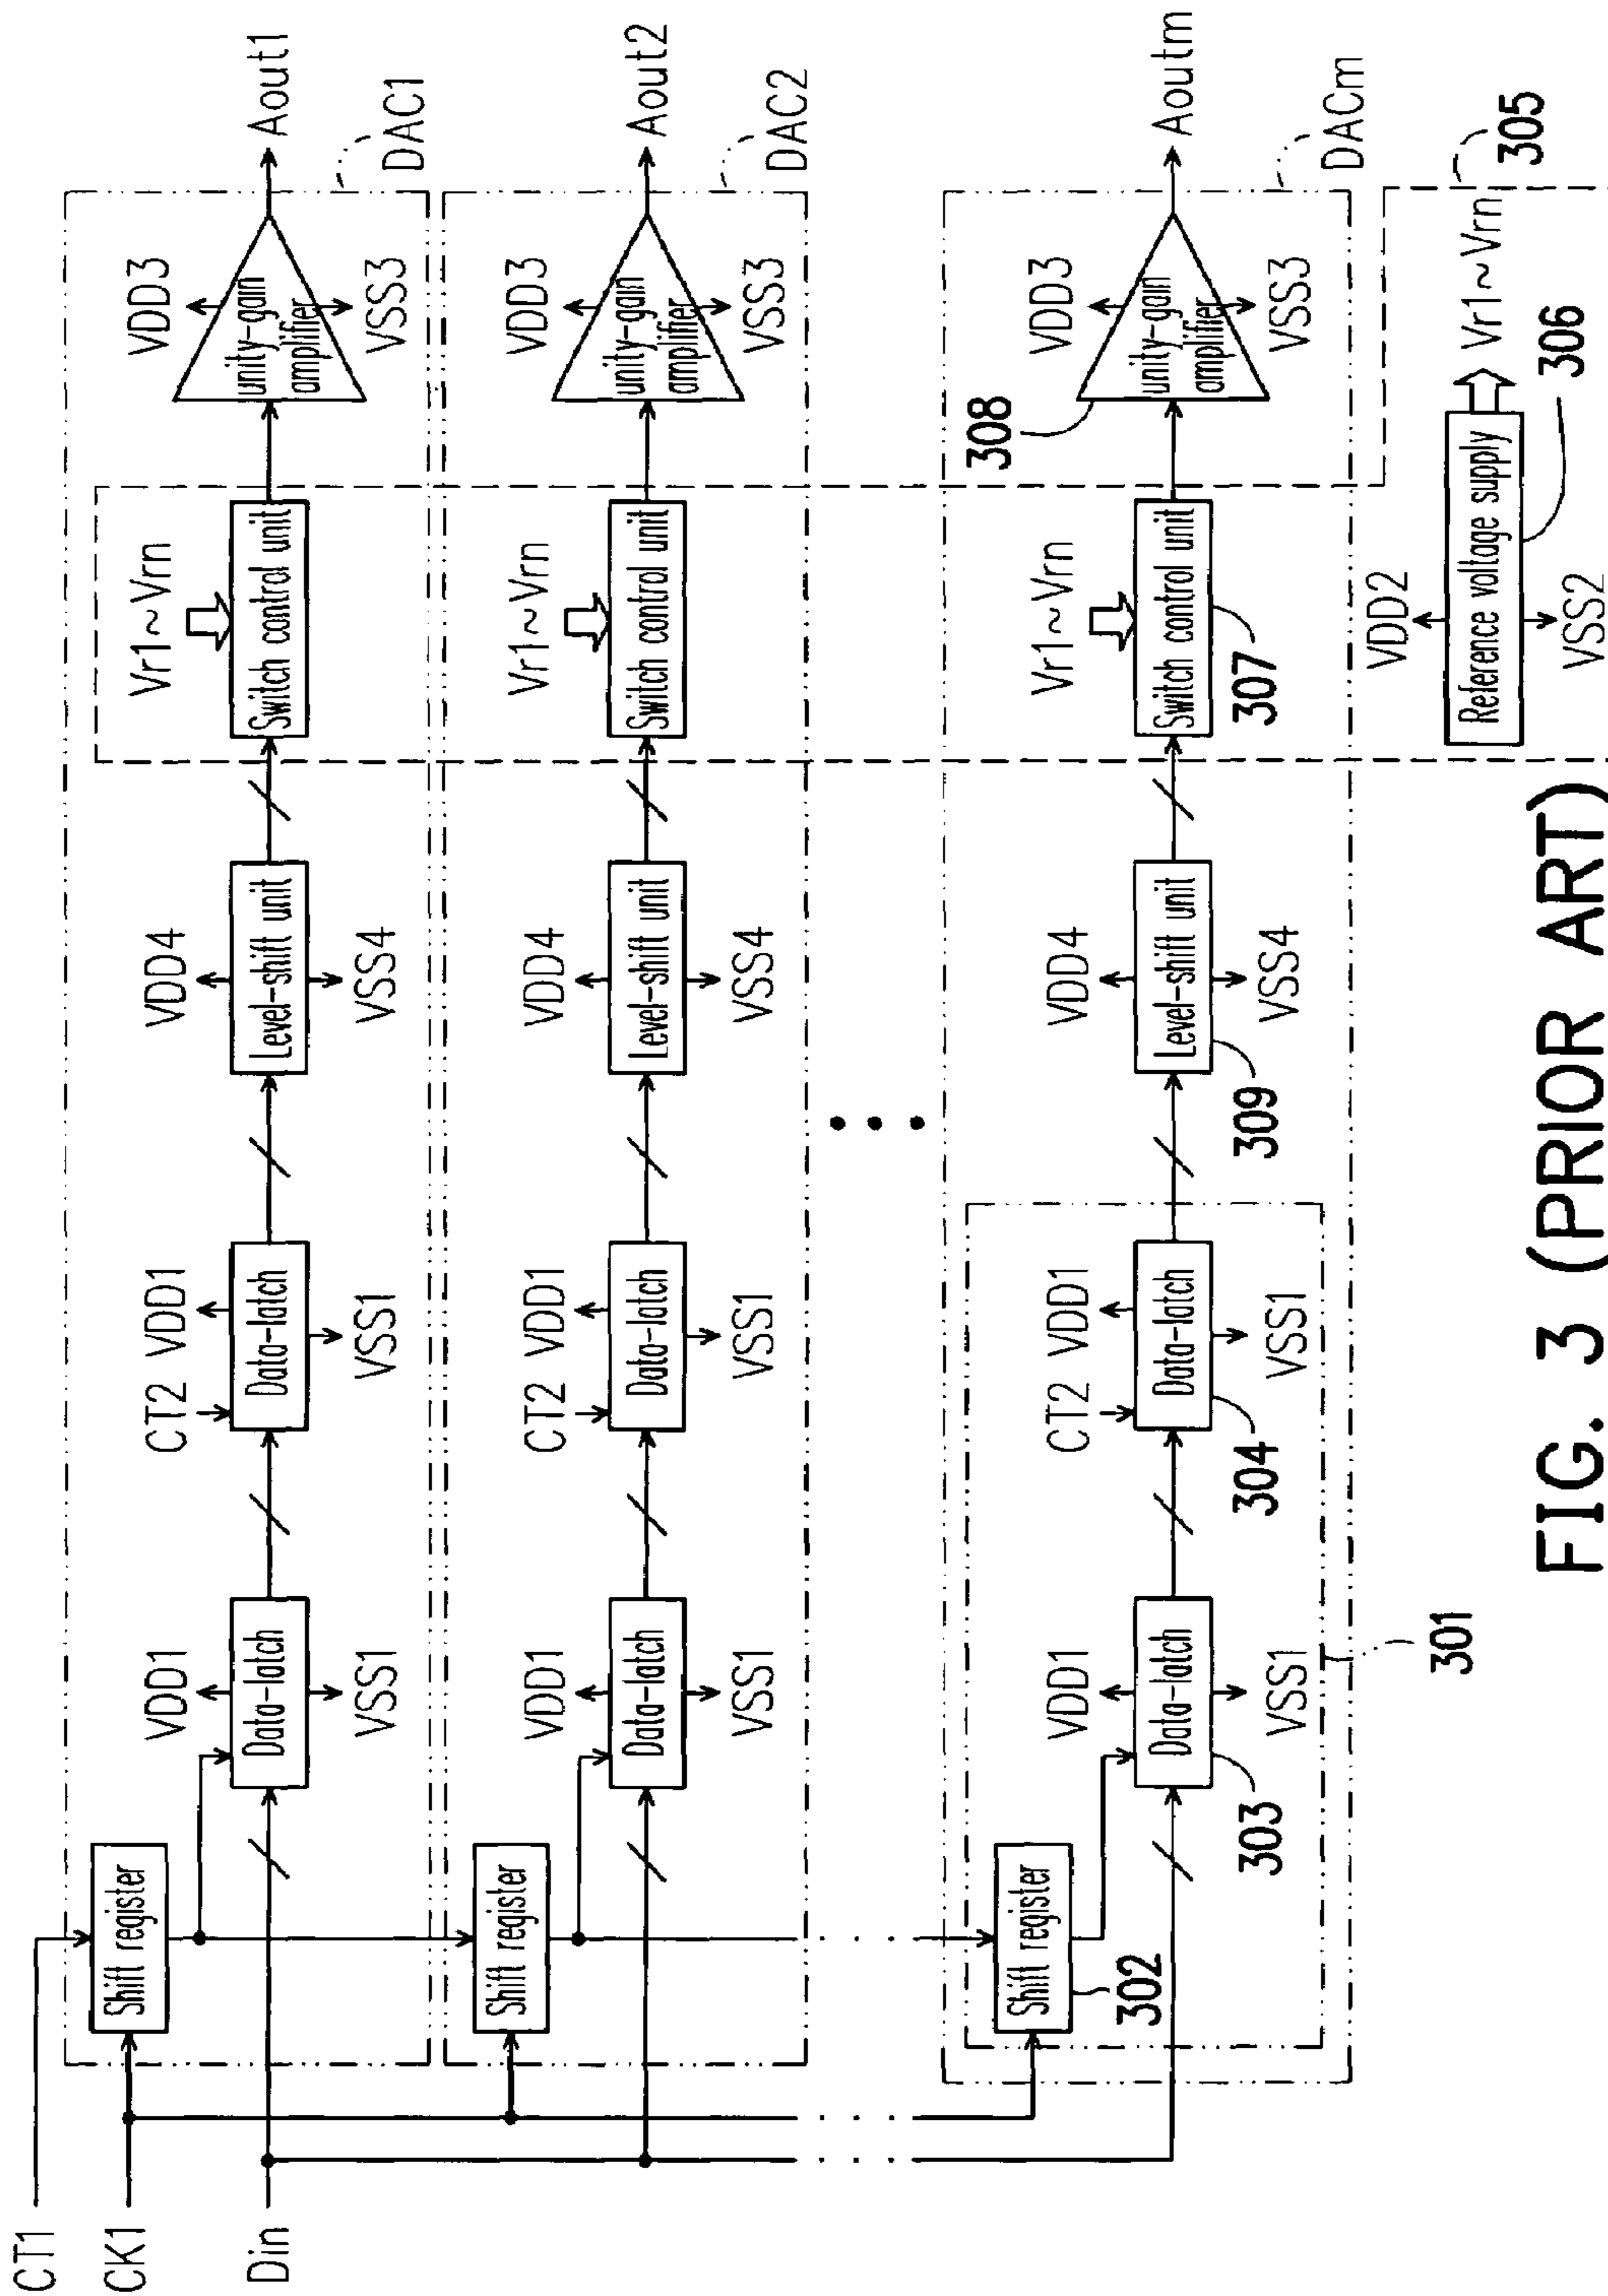 CT1
CK1
Din
Shift register
VDD1
Data-latch
VSS1
CT2 VDD1
Data-latch
VSS1
VDD4
Level-shift unit
VSS4
Vr1~Vrn
Switch control unit
VDD3
unity-gain
amplifier
VSS3
Aout1
DAC1
Shift register
VDD1
Data-latch
VSS1
CT2 VDD1
Data-latch
VSS1
VDD4
Level-shift unit
VSS4
Vr1~Vrn
Switch control unit
VDD3
unity-gain
amplifier
VSS3
Aout2
DAC2
Shift register
302
VDD1
Data-latch
VSS1
303
CT2 VDD1
Data-latch
VSS1
304
VDD4
Level-shift unit
VSS4
309
Vr1~Vrn
Switch control unit
307
VDD3
unity-gain
amplifier
VSS3
308
Aoutm
DACm
301
VDD2
Reference voltage supply
VSS2
Vr1~Vrn
305
306
FIG. 3 (PRIOR ART)